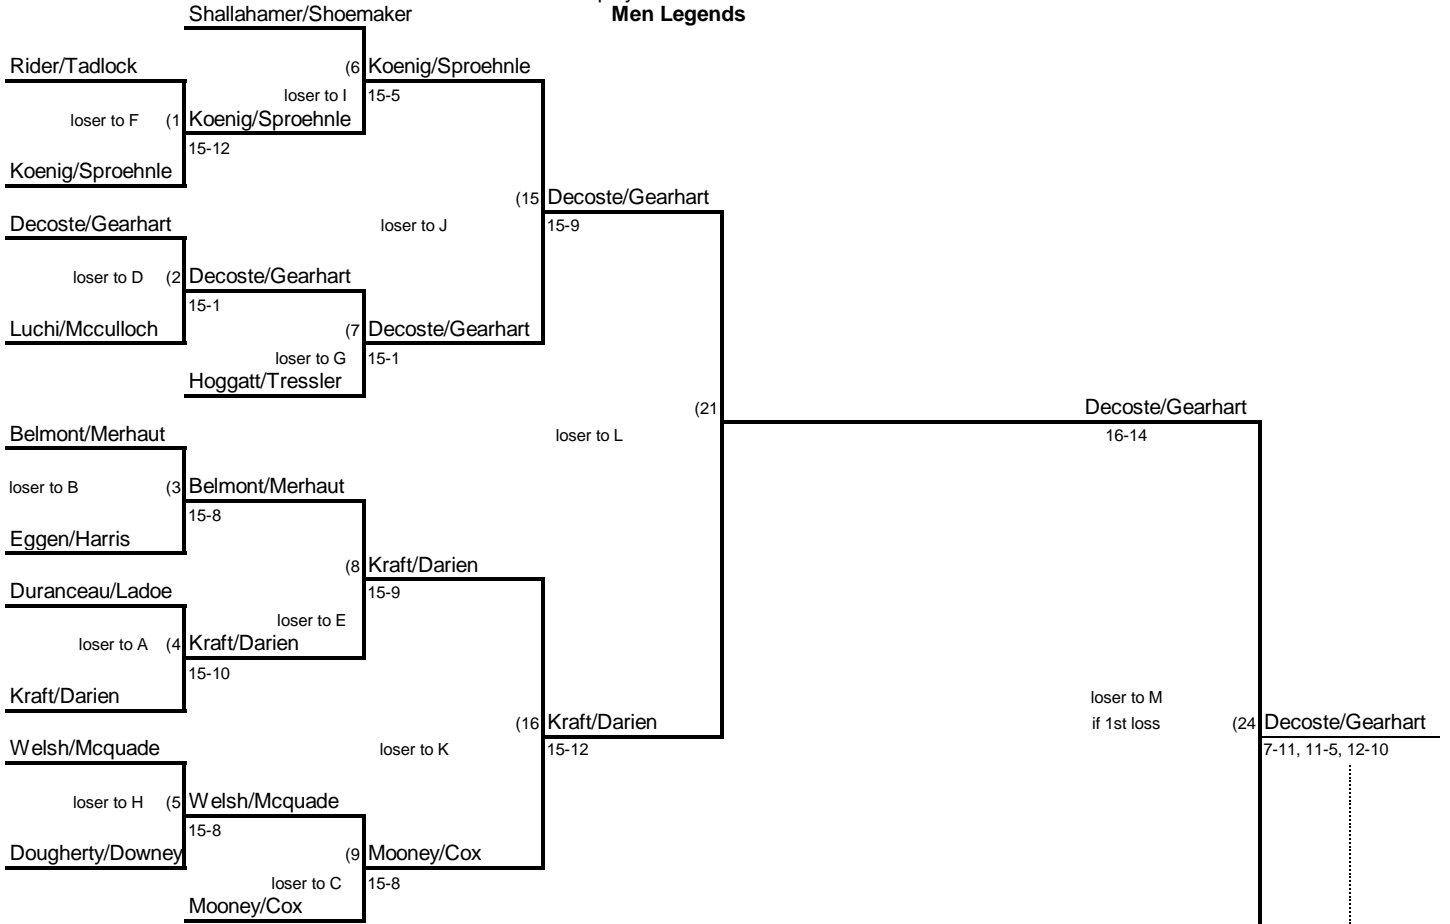 Men Legends
Shallahamer/Shoemaker
Rider/Tadlock
(6 Koenig/Sproehnle
loser to I 15-5
loser to F (1 Koenig/Sproehnle
15-12
Koenig/Sproehnle
(15 Decoste/Gearhart
Decoste/Gearhart
loser to J 15-9
loser to D (2 Decoste/Gearhart
15-1
Luchi/Mcculloch
(7 Decoste/Gearhart
loser to G 15-1
Hoggatt/Tressler
(21 Decoste/Gearhart
Belmont/Merhaut
loser to L 16-14
loser to B (3 Belmont/Merhaut
15-8
Eggen/Harris
(8 Kraft/Darien
15-9
Duranceau/Ladoe
loser to E
loser to A (4 Kraft/Darien
15-10
Kraft/Darien
loser to M
(16 Kraft/Darien
if 1st loss (24 Decoste/Gearhart
Welsh/Mcquade
loser to K 15-12
7-11, 11-5, 12-10
loser to H (5 Welsh/Mcquade
15-8
Dougherty/Downey
(9 Mooney/Cox
loser to C 15-8
Mooney/Cox